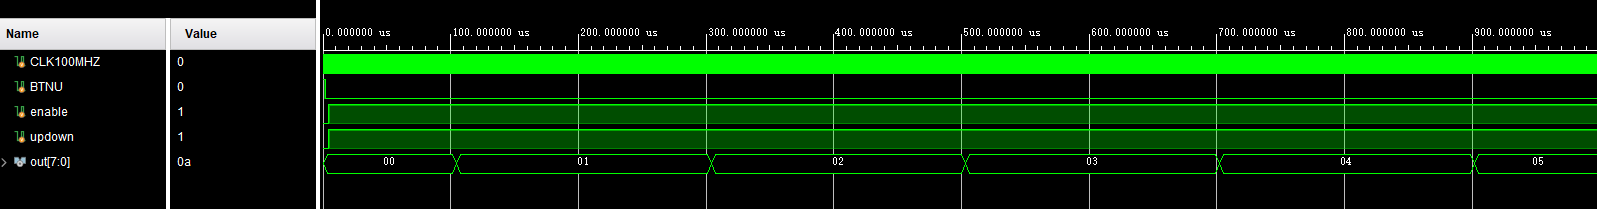 Name Value
0.000000 us 100.000000 us 200.000000 us 300.000000 us 400.000000 us 500.000000 us 600.000000 us 700.000000 us 800.000000 us 900.000000 us
CLK100MHZ 0
BTNU 0
enable 1
updown 1
out[7:0] 0a 00 01 02 03 04 05